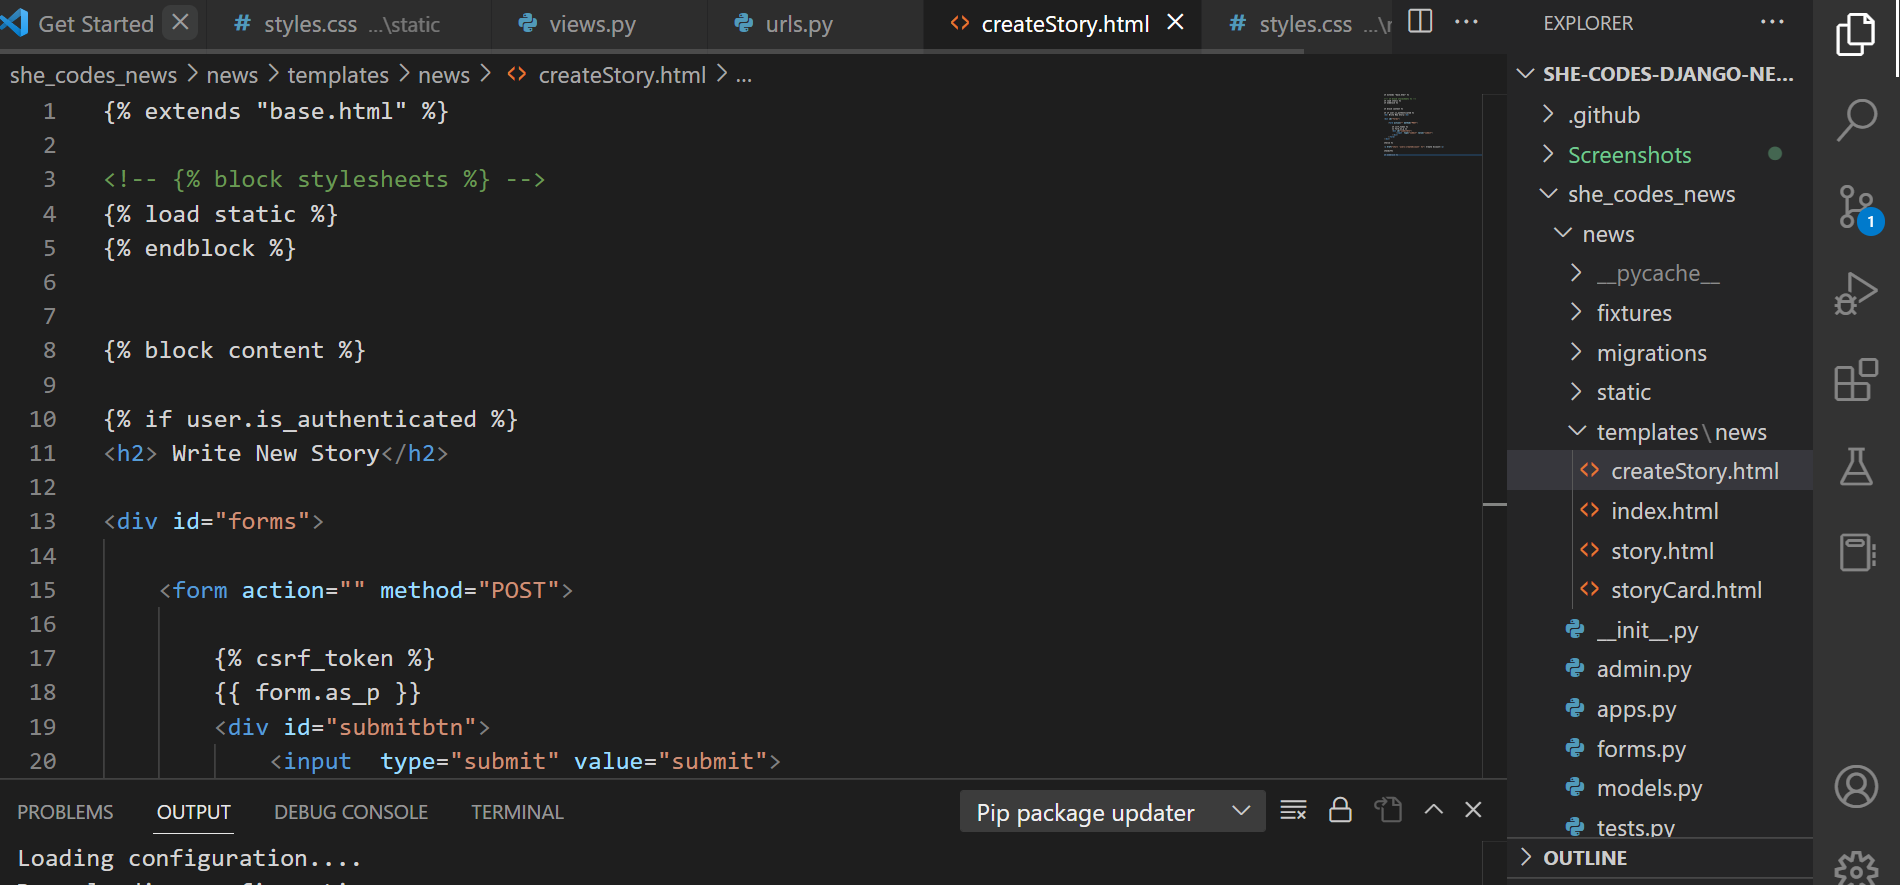 Get Started
# styles.css ...\static
views.py
urls.py
<> createStory.html
# styles.css ...\
she_codes_news > news > templates > news > <> createStory.html > ...
1 {% extends "base.html" %}
2
3 <!-- {% block stylesheets %} -->
4 {% load static %}
5 {% endblock %}
6
7
8 {% block content %}
9
10 {% if user.is_authenticated %}
11 <h2> Write New Story</h2>
12
13 <div id="forms">
14
15 <form action="" method="POST">
16
17 {% csrf_token %}
18 {{ form.as_p }}
19 <div id="submitbtn">
20 <input  type="submit" value="submit">
PROBLEMS
OUTPUT
DEBUG CONSOLE
TERMINAL
Pip package updater
Loading configuration....
EXPLORER
SHE-CODES-DJANGO-NE...
.github
Screenshots
she_codes_news
news
__pycache__
fixtures
migrations
static
templates\news
<> createStory.html
<> index.html
<> story.html
<> storyCard.html
__init__.py
admin.py
apps.py
forms.py
models.py
tests.py
OUTLINE
1